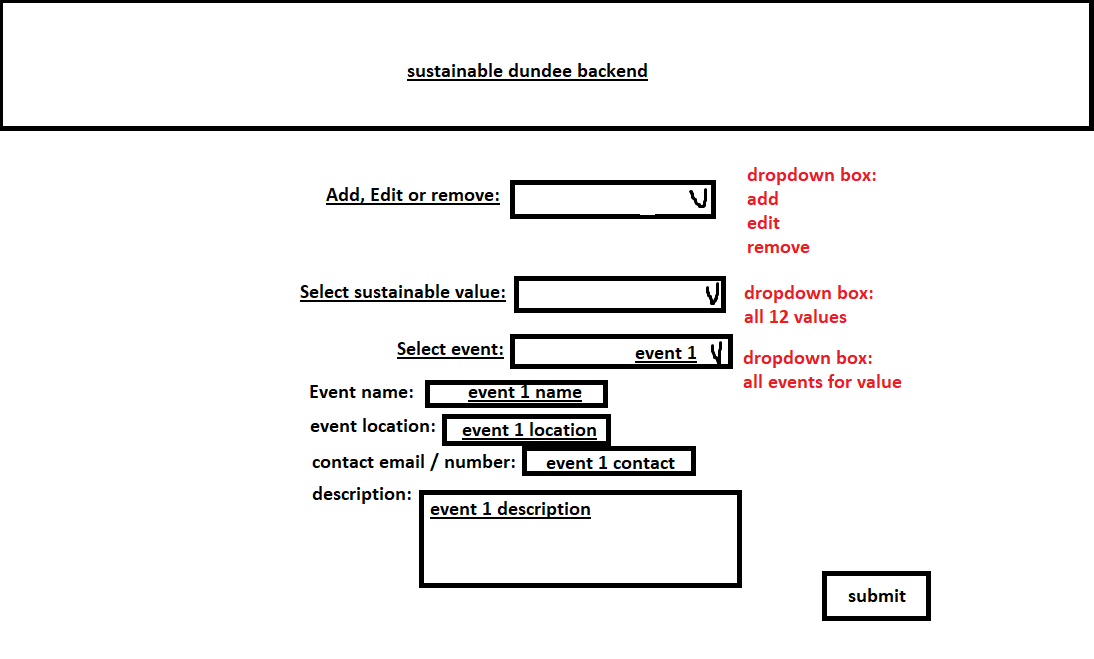 sustainable dundee backend
Add, Edit or remove:
dropdown box:
add
edit
remove
Select sustainable value:
dropdown box:
all 12 values
Select event:
event 1
dropdown box:
all events for value
Event name:
event 1 name
event location:
event 1 location
contact email / number:
event 1 contact
description:
event 1 description
submit